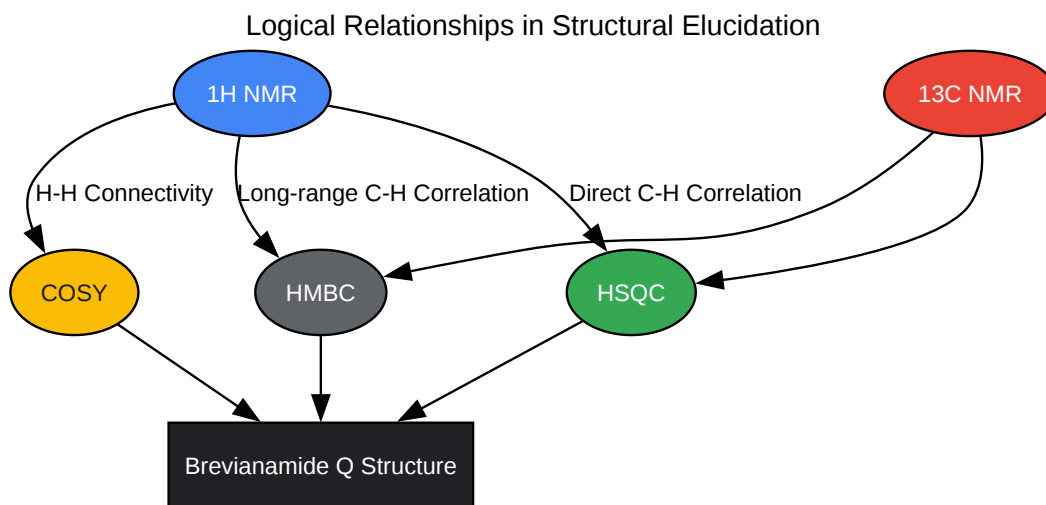 Logical Relationships in Structural Elucidation
1H NMR
13C NMR
H-H Connectivity
Long-range C-H Correlation
Direct C-H Correlation
COSY
HMBC
HSQC
Brevianamide Q Structure